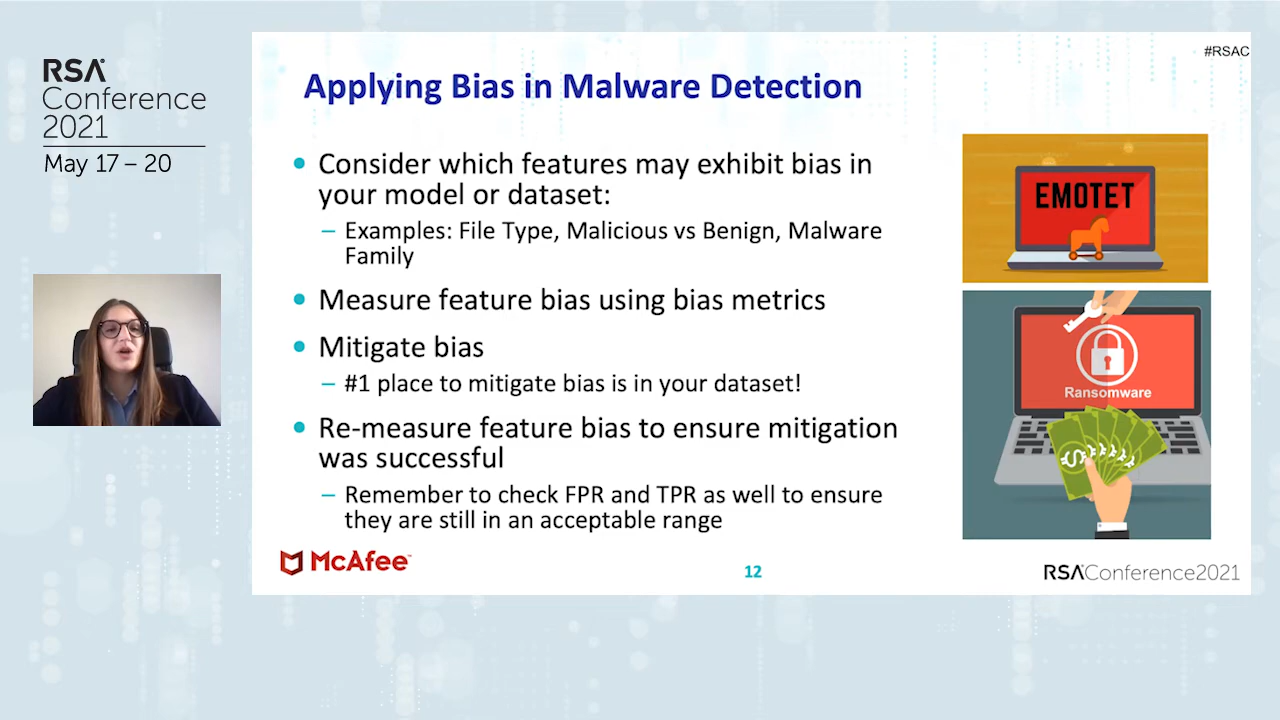 RSA
Conference
2021
May 17 – 20
#RSAC
Applying Bias in Malware Detection
• Consider which features may exhibit bias in
your model or dataset:
– Examples: File Type, Malicious vs Benign, Malware
Family
• Measure feature bias using bias metrics
• Mitigate bias
– #1 place to mitigate bias is in your dataset!
• Re-measure feature bias to ensure mitigation
was successful
– Remember to check FPR and TPR as well to ensure
they are still in an acceptable range
EMOTET
Ransomware
McAfee™
12
RSAConference2021